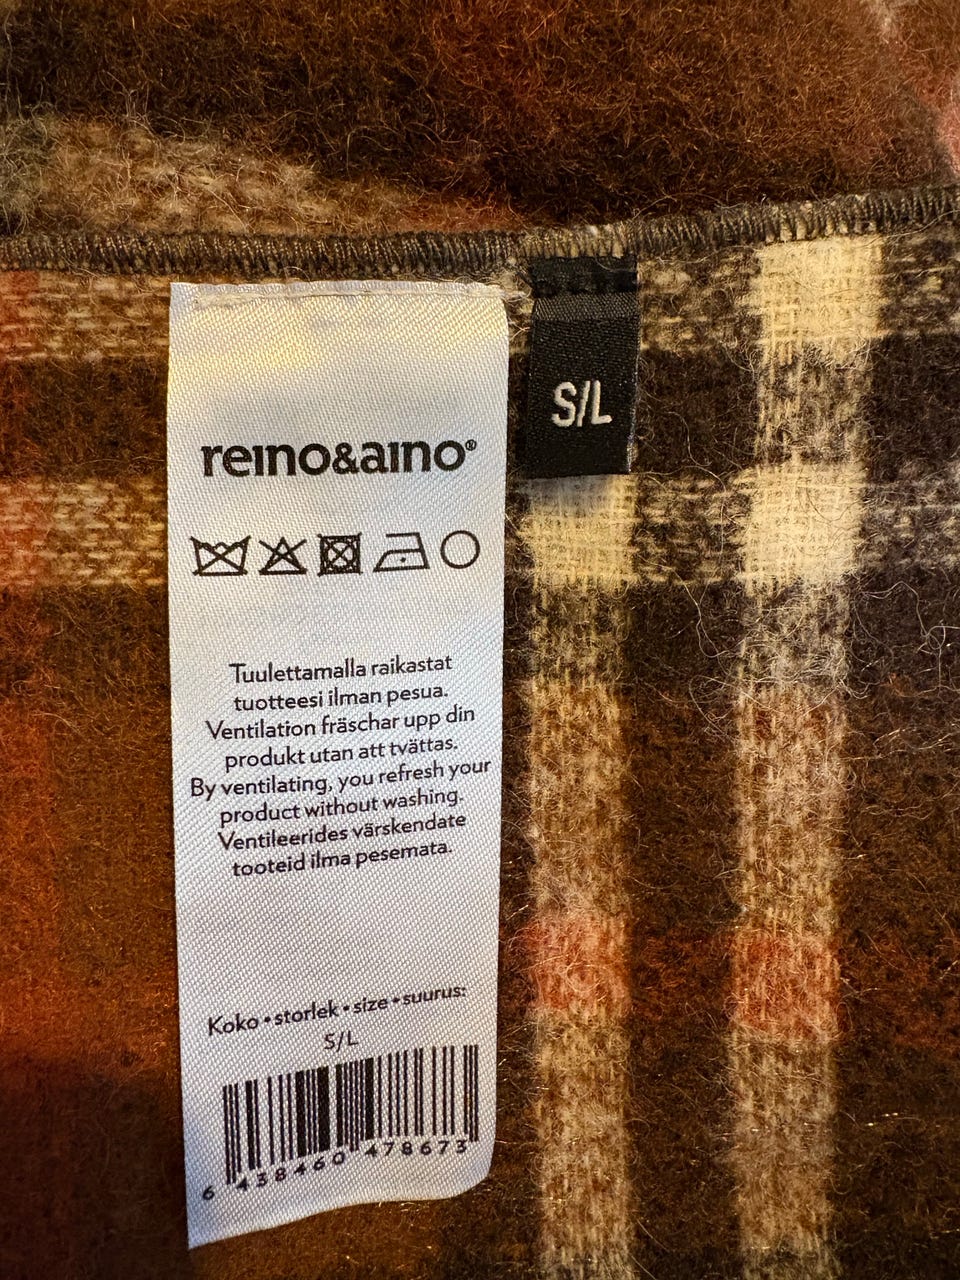 reino&aino®
S/L
Tuulettamalla raikastat
tuotteesi ilman pesua.
Ventilation fräschar upp din
produkt utan att tvättas.
By ventilating, you refresh your
product without washing.
Ventileerides värskendate
tooteid ilma pesemata.
Koko • storlek • size • suurus:
S/L
6 438460 478673